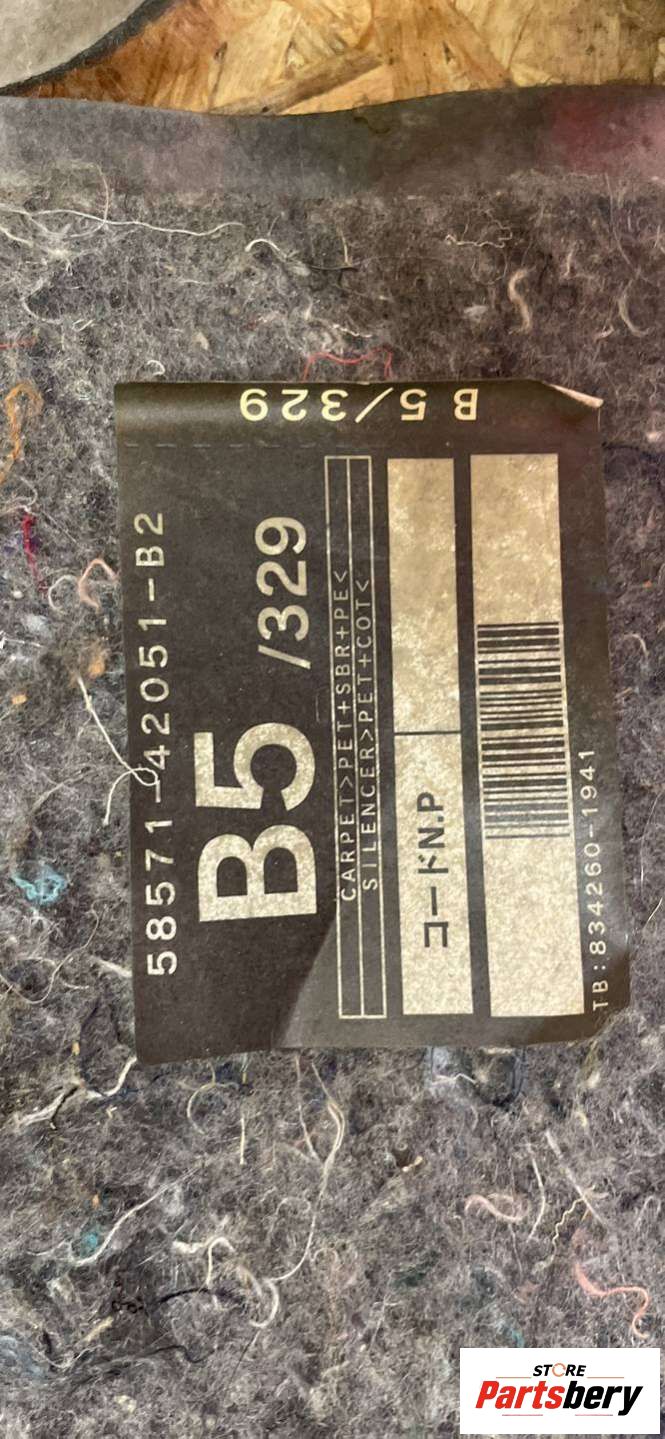 B5/329
58571-42051-B2
B5 /329
CARPET>PET+SBR+PE<
SILENCER>PET+COT<
コードN.P
TB:834260-1941
STORE
Partsbery